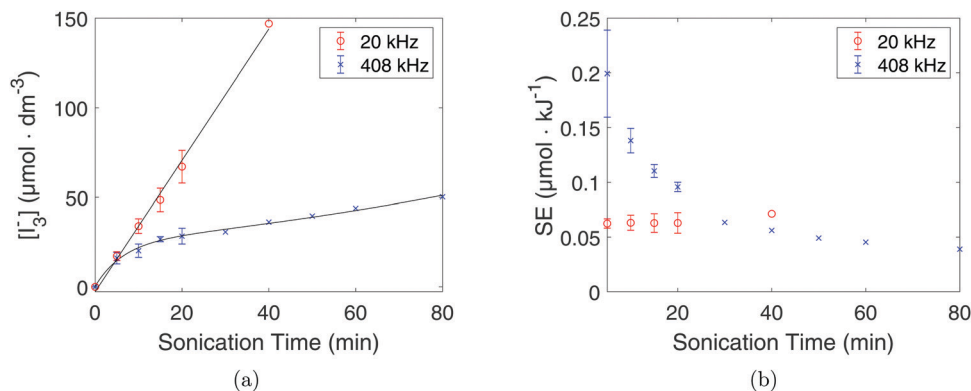 150
100
50
0
[I₃⁻] (μmol · dm⁻³)
20 kHz
408 kHz
0 20 40 60 80
Sonication Time (min)
(a)
0.25
0.2
0.15
0.1
0.05
0
SE (μmol · kJ⁻¹)
20 kHz
408 kHz
20 40 60 80
Sonication Time (min)
(b)